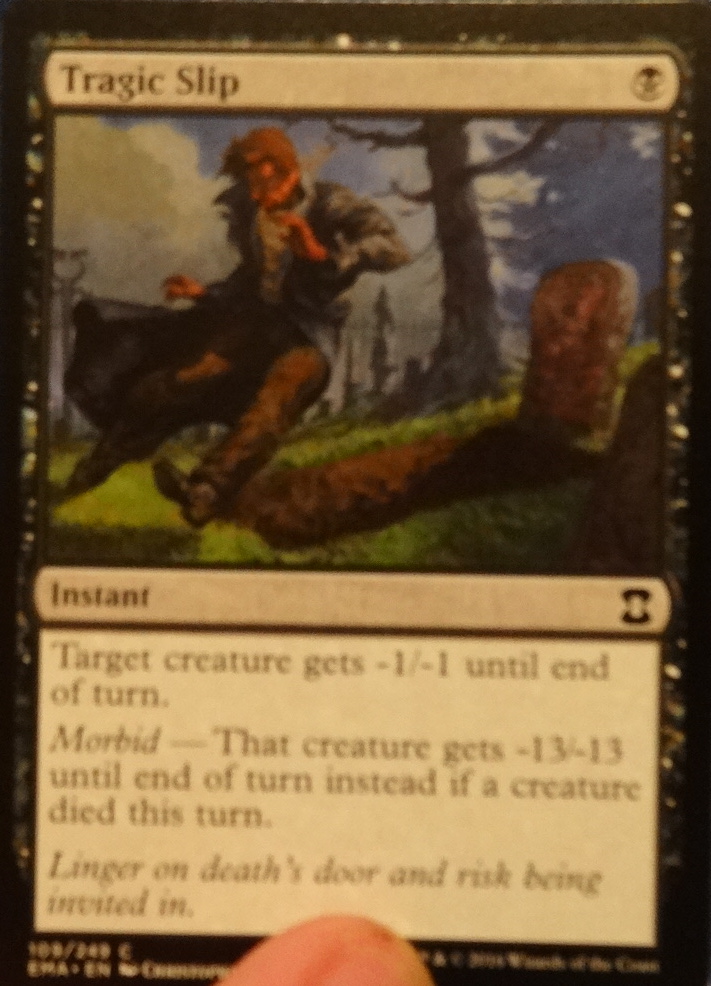 Tragic Slip
Instant
Target creature gets -1/-1 until end
of turn.
Morbid — That creature gets -13/-13
until end of turn instead if a creature
died this turn.
Linger on death's door and risk being
invited in.
109/249 C
EMA • EN
& © 2016 Wizards of the Coast